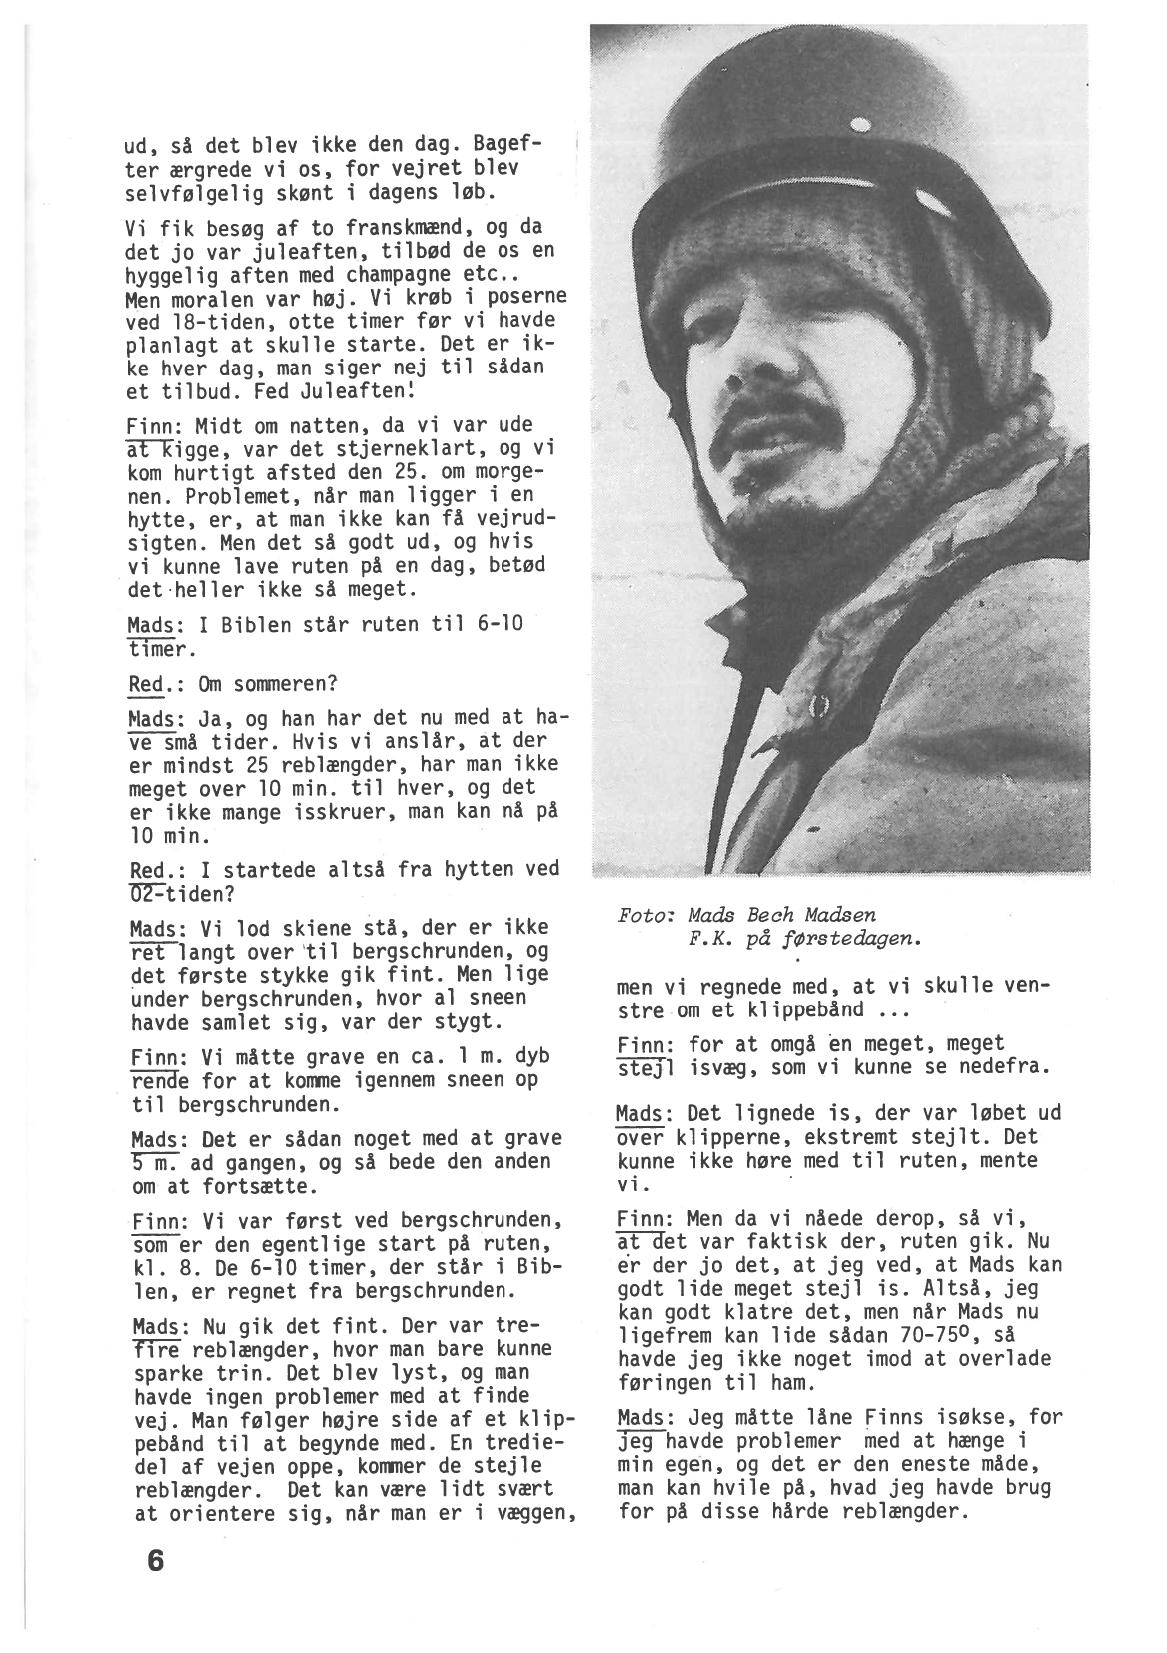 ud, så det blev ikke den dag. Bagef-
ter ærgrede vi os, for vejret blev
selvfølgelig skønt i dagens løb.
Vi fik besøg af to franskmænd, og da
det jo var juleaften, tilbød de os en
hyggelig aften med champagne etc..
Men moralen var høj. Vi krøb i poserne
ved 18-tiden, otte timer før vi havde
planlagt at skulle starte. Det er ik-
ke hver dag, man siger nej til sådan
et tilbud. Fed Juleaften!
Finn: Midt om natten, da vi var ude
at kigge, var det stjerneklart, og vi
kom hurtigt afsted den 25. om morge-
nen. Problemet, når man ligger i en
hytte, er, at man ikke kan få vejrud-
sigten. Men det så godt ud, og hvis
vi kunne lave ruten på en dag, betød
det heller ikke så meget.
Mads: I Biblen står ruten til 6-10
timer.
Red.: Om sommeren?
Mads: Ja, og han har det nu med at ha-
ve små tider. Hvis vi anslår, at der
er mindst 25 reblængder, har man ikke
meget over 10 min. til hver, og det
er ikke mange isskruer, man kan nå på
10 min.
Red.: I startede altså fra hytten ved
02-tiden?
Mads: Vi lod skiene stå, der er ikke
ret langt over til bergschrunden, og
det første stykke gik fint. Men lige
under bergschrunden, hvor al sneen
havde samlet sig, var der stygt.
Finn: Vi måtte grave en ca. 1 m. dyb
rende for at komme igennem sneen op
til bergschrunden.
Mads: Det er sådan noget med at grave
5 m. ad gangen, og så bede den anden
om at fortsætte.
Finn: Vi var først ved bergschrunden,
som er den egentlige start på ruten,
kl. 8. De 6-10 timer, der står i Bib-
len, er regnet fra bergschrunden.
Mads: Nu gik det fint. Der var tre-
fire reblængder, hvor man bare kunne
sparke trin. Det blev lyst, og man
havde ingen problemer med at finde
vej. Man følger højre side af et klip-
pebånd til at begynde med. En tredie-
del af vejen oppe, kommer de stejle
reblængder. Det kan være lidt svært
at orientere sig, når man er i væggen,
6
Foto: Mads Bech Madsen
F.K. på førstedagen.
men vi regnede med, at vi skulle ven-
stre om et klippebånd ...
Finn: for at omgå en meget, meget
stejl isvæg, som vi kunne se nedefra.
Mads: Det lignede is, der var løbet ud
over klipperne, ekstremt stejlt. Det
kunne ikke høre med til ruten, mente
vi.
Finn: Men da vi nåede derop, så vi,
at det var faktisk der, ruten gik. Nu
er der jo det, at jeg ved, at Mads kan
godt lide meget stejl is. Altså, jeg
kan godt klatre det, men når Mads nu
ligefrem kan lide sådan 70-75°, så
havde jeg ikke noget imod at overlade
føringen til ham.
Mads: Jeg måtte låne Finns isøkse, for
jeg havde problemer med at hænge i
min egen, og det er den eneste måde,
man kan hvile på, hvad jeg havde brug
for på disse hårde reblængder.